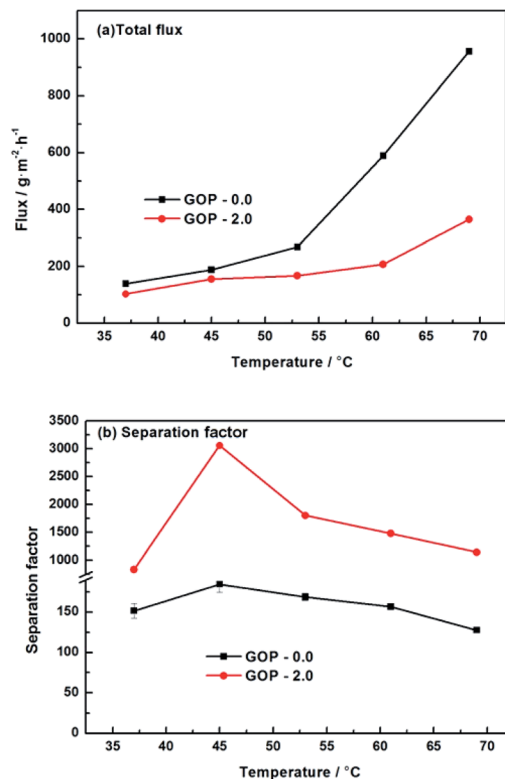 (a)Total flux
1000
800
600
400
200
0
Flux / g·m⁻²·h⁻¹
GOP - 0.0
GOP - 2.0
35 40 45 50 55 60 65 70
Temperature / °C
(b) Separation factor
3500
3000
2500
2000
1500
1000
150
100
50
0
Separation factor
GOP - 0.0
GOP - 2.0
35 40 45 50 55 60 65 70
Temperature / °C